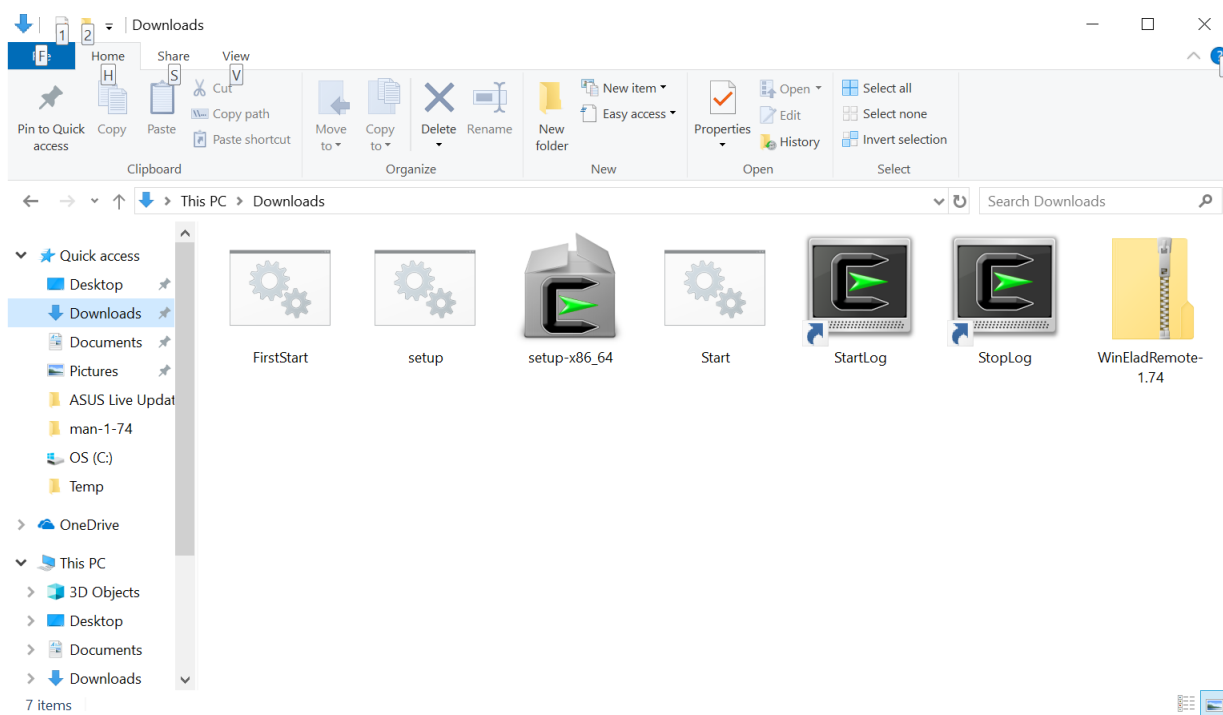 1
2
Downloads
F
Home
Share
View
H
S
V
Pin to Quick
access
Copy
Paste
Cut
Copy path
Paste shortcut
Clipboard
Move
to
Copy
to
Delete
Rename
Organize
New
folder
New item
Easy access
New
Properties
Open
Edit
History
Open
Select all
Select none
Invert selection
Select
This PC > Downloads
Search Downloads
Quick access
Desktop
Downloads
Documents
Pictures
ASUS Live Updat
man-1-74
OS (C:)
Temp
OneDrive
This PC
3D Objects
Desktop
Documents
Downloads
FirstStart
setup
setup-x86_64
Start
StartLog
StopLog
WinEladRemote-
1.74
7 items